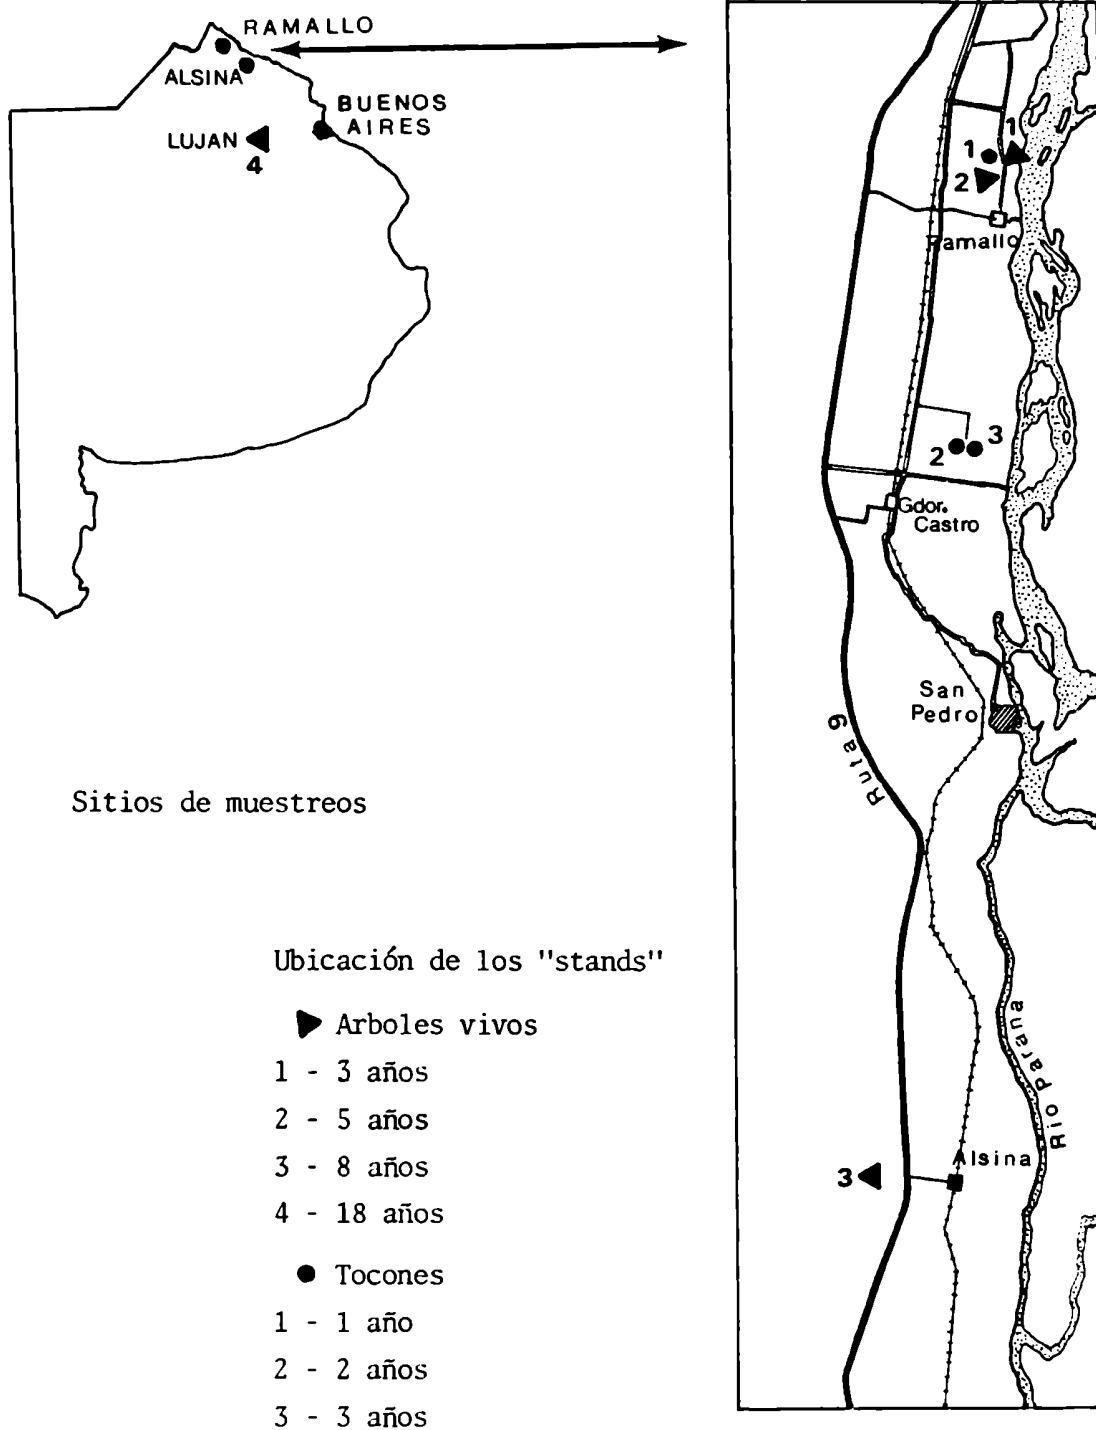 RAMALLO
ALSINA
BUENOS
AIRES
LUJAN
4
Sitios de muestreos
Ubicación de los "stands"
Arboles vivos
1 - 3 años
2 - 5 años
3 - 8 años
4 - 18 años
Tocones
1 - 1 año
2 - 2 años
3 - 3 años
1
1
2
Ramallo
3
2
Gdor.
Castro
San
Pedro
Ruta 9
Rio Parana
Alsina
3